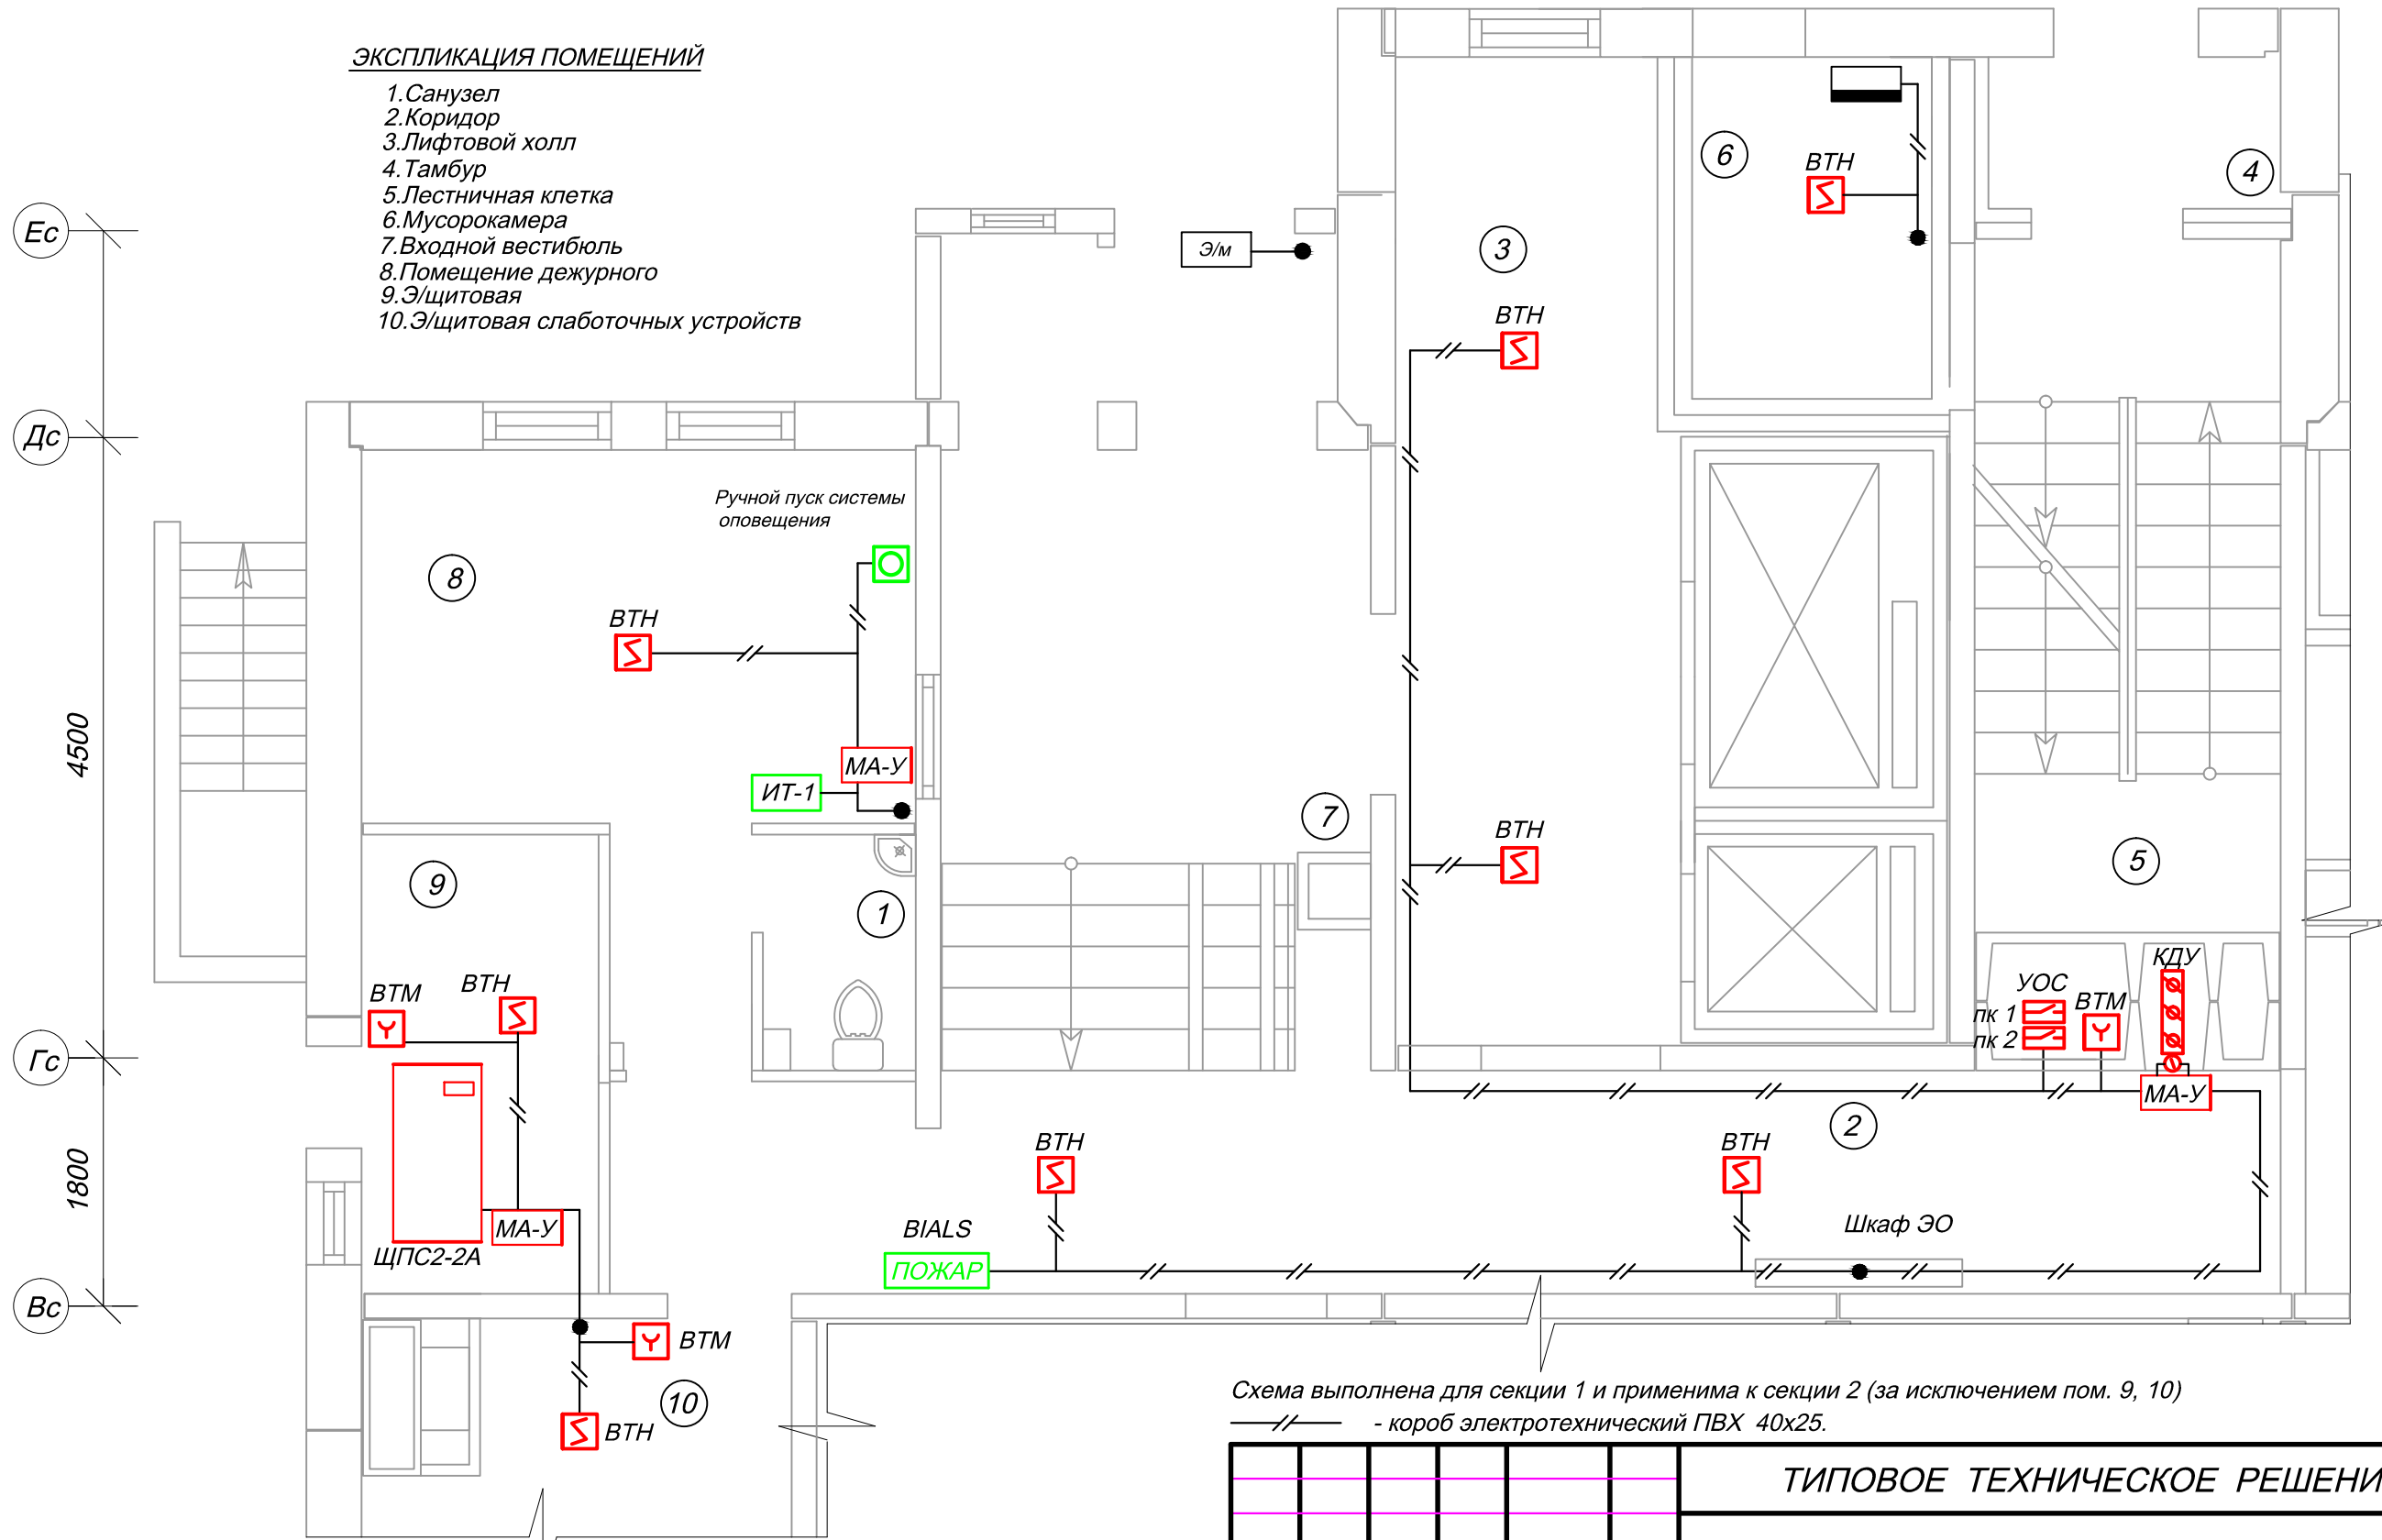 ЭКСПЛИКАЦИЯ ПОМЕЩЕНИЙ
1.Санузел
2.Коридор
3.Лифтовой холл
4.Тамбур
5.Лестничная клетка
6.Мусорокамера
7.Входной вестибюль
8.Помещение дежурного
9.Э/щитовая
10.Э/щитовая слаботочных устройств
6
ВТН
4
Ес
Э/м
3
ВТН
Дс
Ручной пуск системы
оповещения
8
ВТН
4500
МА-У
ИТ-1
7
ВТН
5
9
1
ВТМ
ВТН
КДУ
УОС
ВТМ
пк 1
пк 2
Гс
МА-У
2
ВТН
ВТН
1800
BIALS
Шкаф ЭО
МА-У
ЩПС2-2А
ПОЖАР
Вс
ВТМ
10
ВТН
Схема выполнена для секции 1 и применима к секции 2 (за исключением пом. 9, 10)
- короб электротехнический ПВХ 40х25.
ТИПОВОЕ ТЕХНИЧЕСКОЕ РЕШЕНИ